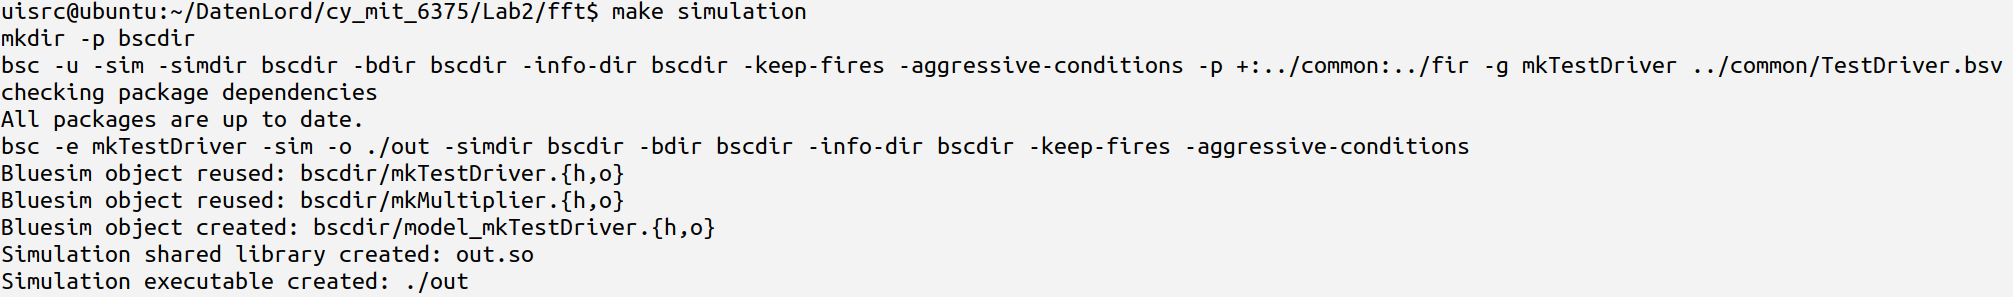 uisrc@ubuntu:~/DatenLord/cy_mit_6375/Lab2/fft$ make simulation
mkdir -p bscdir
bsc -u -sim -simdir bscdir -bdir bscdir -info-dir bscdir -keep-fires -aggressive-conditions -p +:../common:../fir -g mkTestDriver ../common/TestDriver.bsv
checking package dependencies
All packages are up to date.
bsc -e mkTestDriver -sim -o ./out -simdir bscdir -bdir bscdir -info-dir bscdir -keep-fires -aggressive-conditions
Bluesim object reused: bscdir/mkTestDriver.{h,o}
Bluesim object reused: bscdir/mkMultiplier.{h,o}
Bluesim object created: bscdir/model_mkTestDriver.{h,o}
Simulation shared library created: out.so
Simulation executable created: ./out